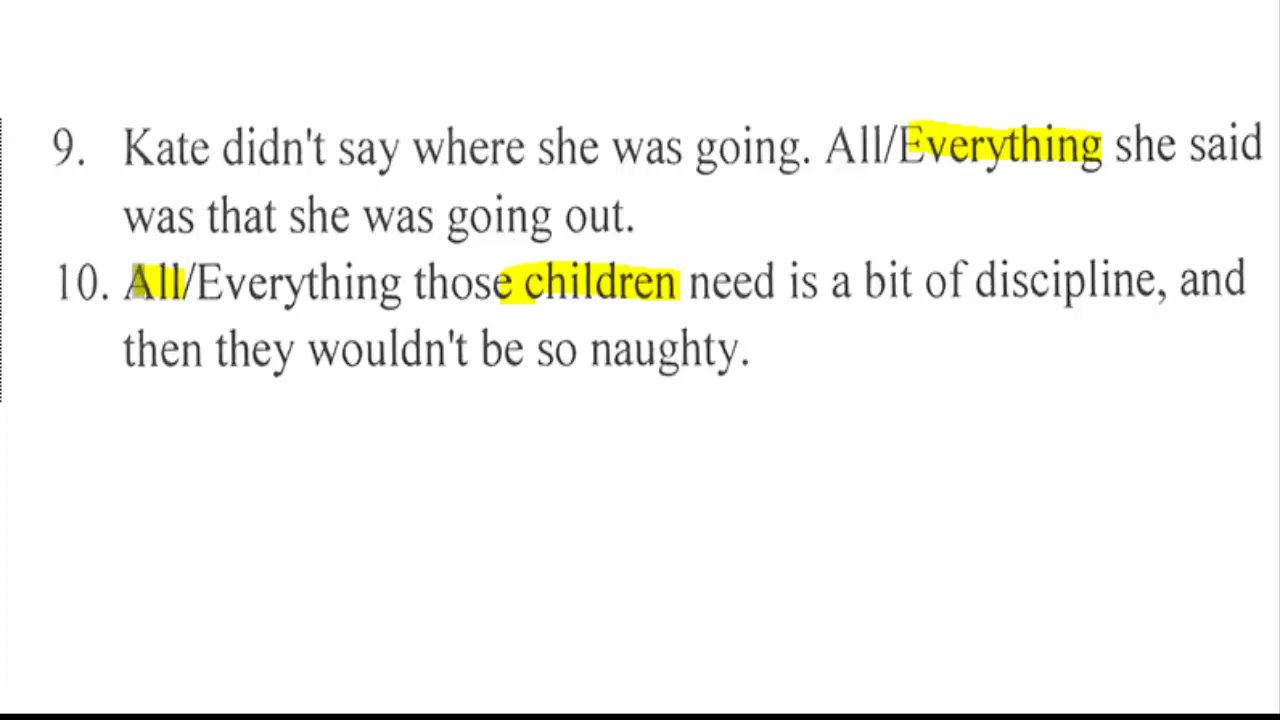 9. Kate didn't say where she was going. All/Everything she said
was that she was going out.
10. All/Everything those children need is a bit of discipline, and
then they wouldn't be so naughty.